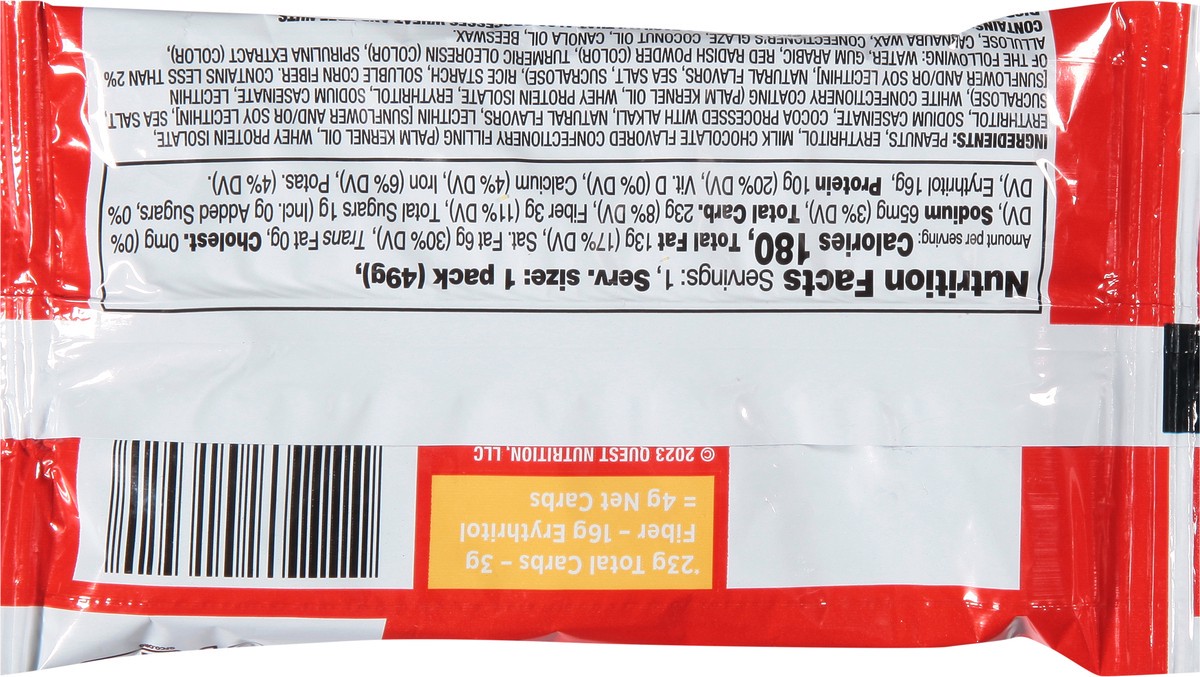 Nutrition Facts Servings: 1, Serv. size: 1 pack (49g),
Amount per serving: Calories 180, Total Fat 13g (17% DV), Sat. Fat 6g (30% DV), Trans Fat 0g, Cholest. 0mg (0%
DV), Sodium 65mg (3% DV), Total Carb. 23g (8% DV), Fiber 3g (11% DV), Total Sugars 1g (Incl. 0g Added Sugars, 0%
DV), Erythritol 16g, Protein 10g (20% DV), Vit. D (0% DV), Calcium (4% DV), Iron (6% DV), Potas. (4% DV).
INGREDIENTS: PEANUTS, ERYTHRITOL, MILK CHOCOLATE FLAVORED CONFECTIONERY FILLING (PALM KERNEL OIL, WHEY PROTEIN ISOLATE,
ERYTHRITOL, SODIUM CASEINATE, COCOA PROCESSED WITH ALKALI, NATURAL FLAVORS, LECITHIN [SUNFLOWER AND/OR SOY LECITHIN], SEA SALT,
SUCRALOSE), WHITE CONFECTIONERY COATING (PALM KERNEL OIL, WHEY PROTEIN ISOLATE, ERYTHRITOL, SODIUM CASEINATE, LECITHIN
[SUNFLOWER AND/OR SOY LECITHIN], NATURAL FLAVORS, SEA SALT, SUCRALOSE), RICE STARCH, SOLUBLE CORN FIBER. CONTAINS LESS THAN 2%
OF THE FOLLOWING: WATER, GUM ARABIC, RED RADISH POWDER (COLOR), TURMERIC OLEORESIN (COLOR), SPIRULINA EXTRACT (COLOR),
ALLULOSE, CARNAUBA WAX, CONFECTIONER'S GLAZE, COCONUT OIL, CANOLA OIL, BEESWAX.
CONTAINS
PROCESSES WHEAT AND
© 2023 QUEST NUTRITION, LLC
*23g Total Carbs – 3g
Fiber – 16g Erythritol
= 4g Net Carbs